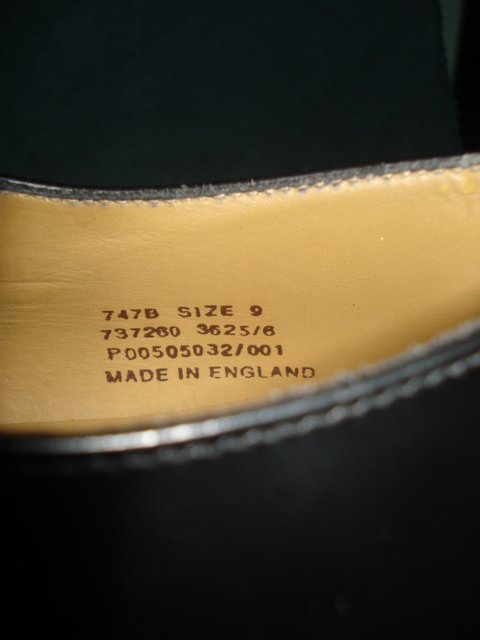 747B SIZE 9
737260 3625/6
P00505032/001
MADE IN ENGLAND